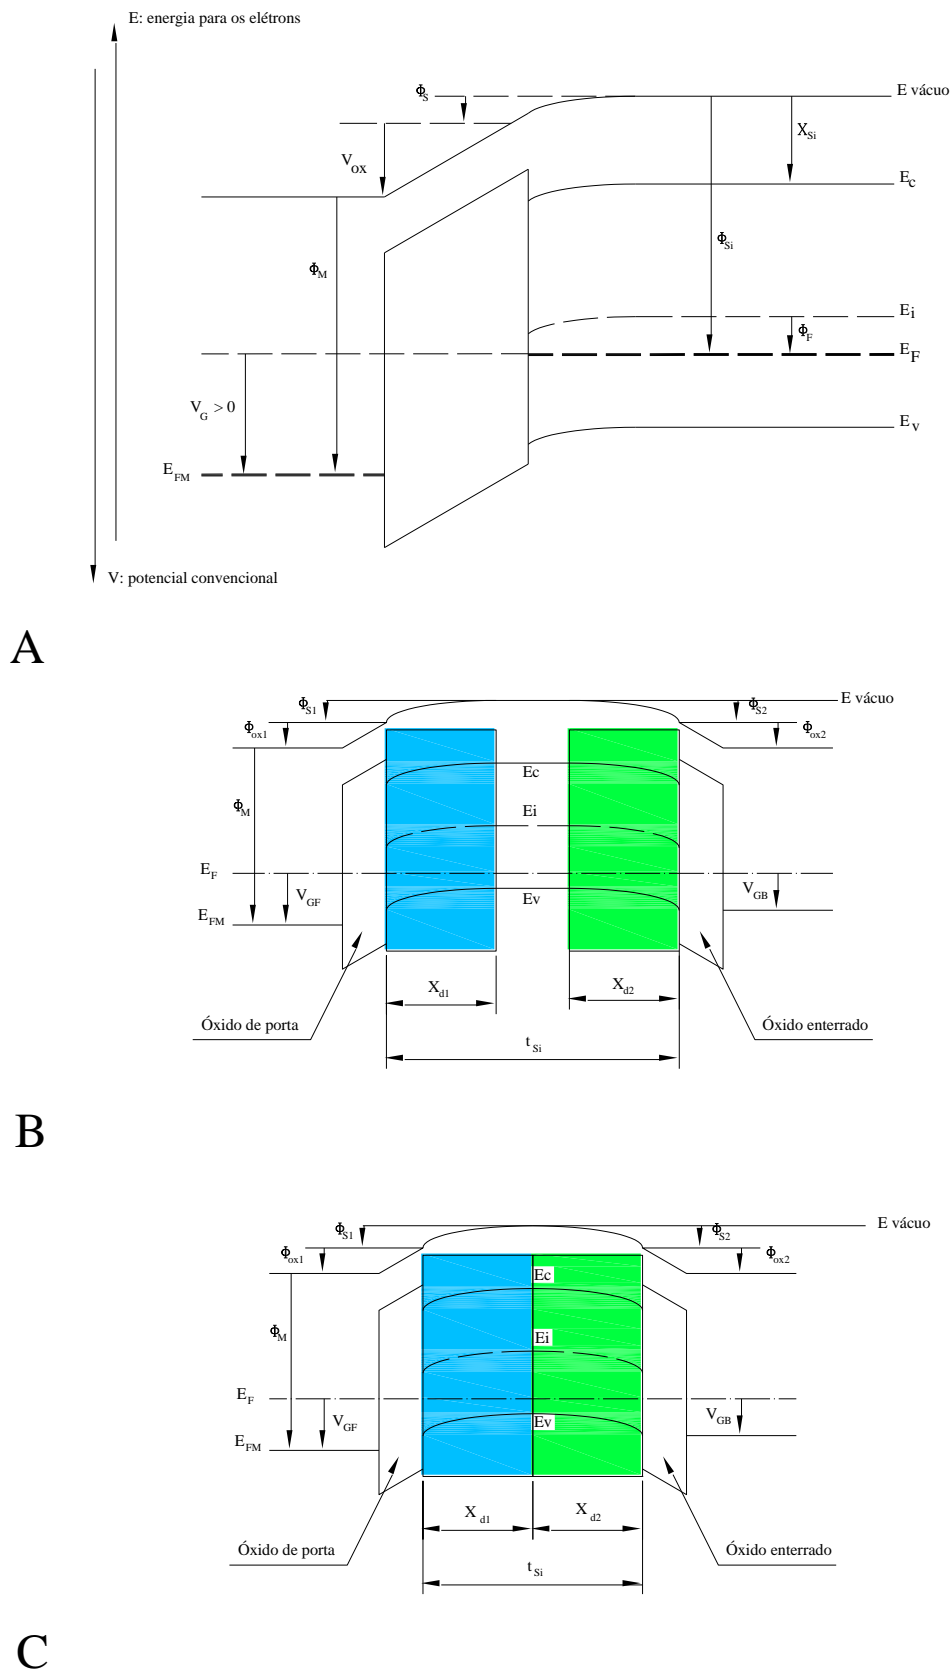 E: energia para os elétrons
E vácuo
Φ_S
X_Si
V_ox
E_c
Φ_Si
Φ_M
E_i
Φ_F
E_F
V_G > 0
E_v
E_FM
V: potencial convencional
A
E vácuo
Φ_S1
Φ_S2
Φ_ox1
Φ_ox2
Ec
Φ_M
Ei
E_F
V_GF
V_GB
Ev
E_FM
X_d1
X_d2
Óxido de porta
Óxido enterrado
t_Si
B
E vácuo
Φ_S1
Φ_S2
Φ_ox1
Φ_ox2
Ec
Φ_M
Ei
E_F
V_GF
V_GB
Ev
E_FM
X_d1
X_d2
Óxido de porta
Óxido enterrado
t_Si
C